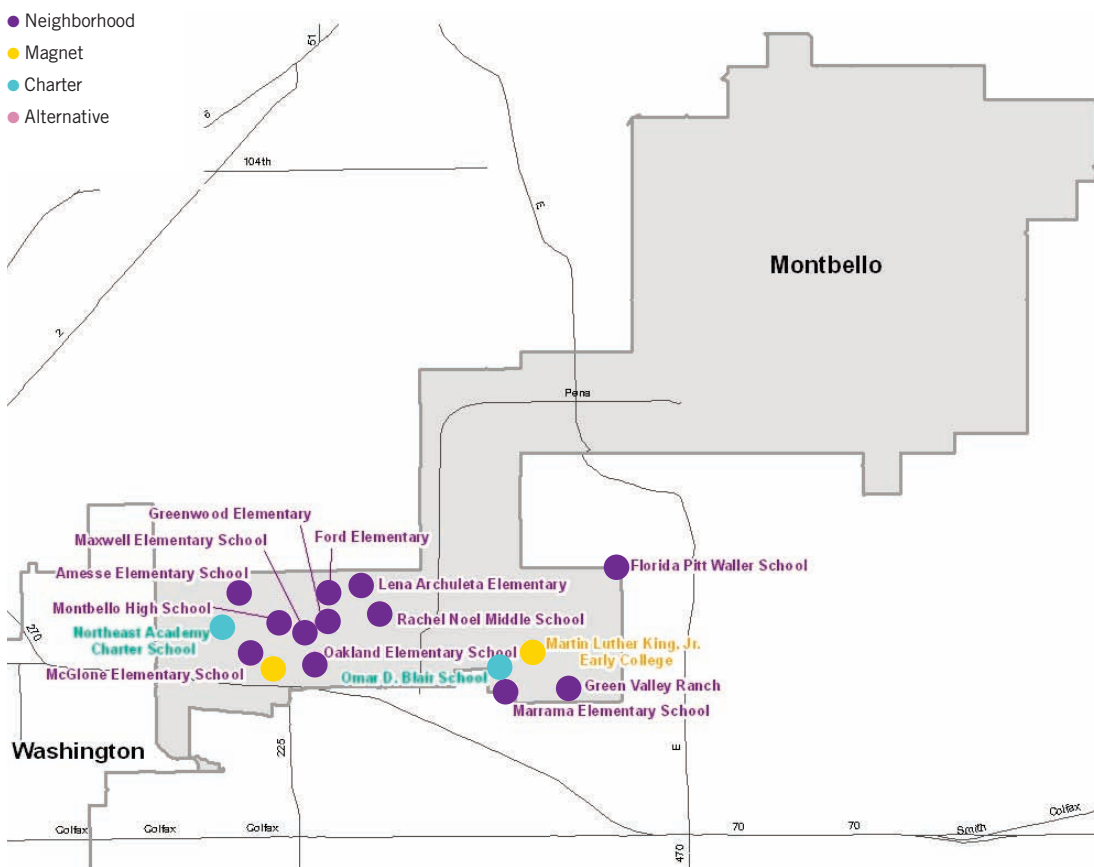 Neighborhood
Magnet
Charter
Alternative
51
6
104th
E
2
Montbello
Pena
Greenwood Elementary
Maxwell Elementary School
Ford Elementary
Amesse Elementary School
Lena Archuleta Elementary
Florida Pitt Waller School
Montbello High School
Rachel Noel Middle School
270
Northeast Academy
Charter School
Oakland Elementary School
Martin Luther King, Jr.
Early College
McGlone Elementary School
Omar D. Blair School
Green Valley Ranch
Marrama Elementary School
Washington
225
E
Colfax
Colfax
Colfax
70
70
Smith
Colfax
470